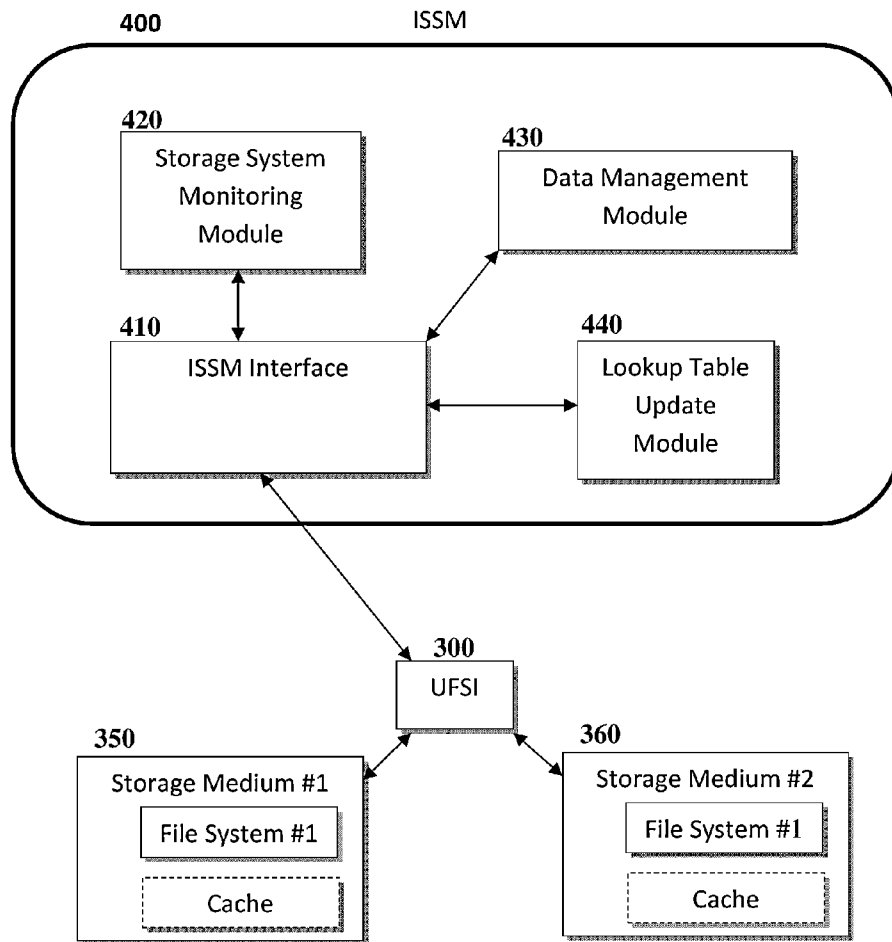 400
ISSM
420
Storage System
Monitoring
Module
430
Data Management
Module
410
ISSM Interface
440
Lookup Table
Update
Module
300
UFSI
350
Storage Medium #1
File System #1
Cache
360
Storage Medium #2
File System #1
Cache